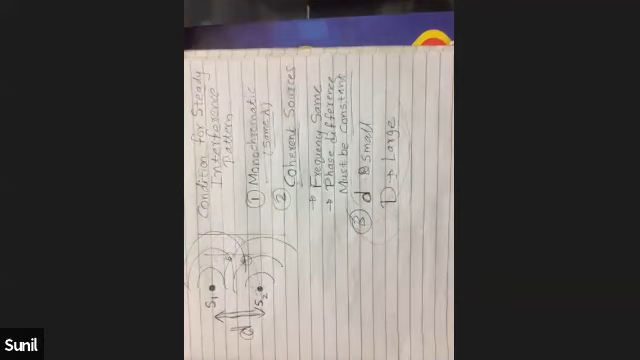 Condition for Steady
Interference
Pattern
① Monochromatic
(same λ)
② Coherent Sources
→ Frequency Same
→ Phase difference
Must be Constant
③ d small
D → Large
S₁
S₂
d
Sunil